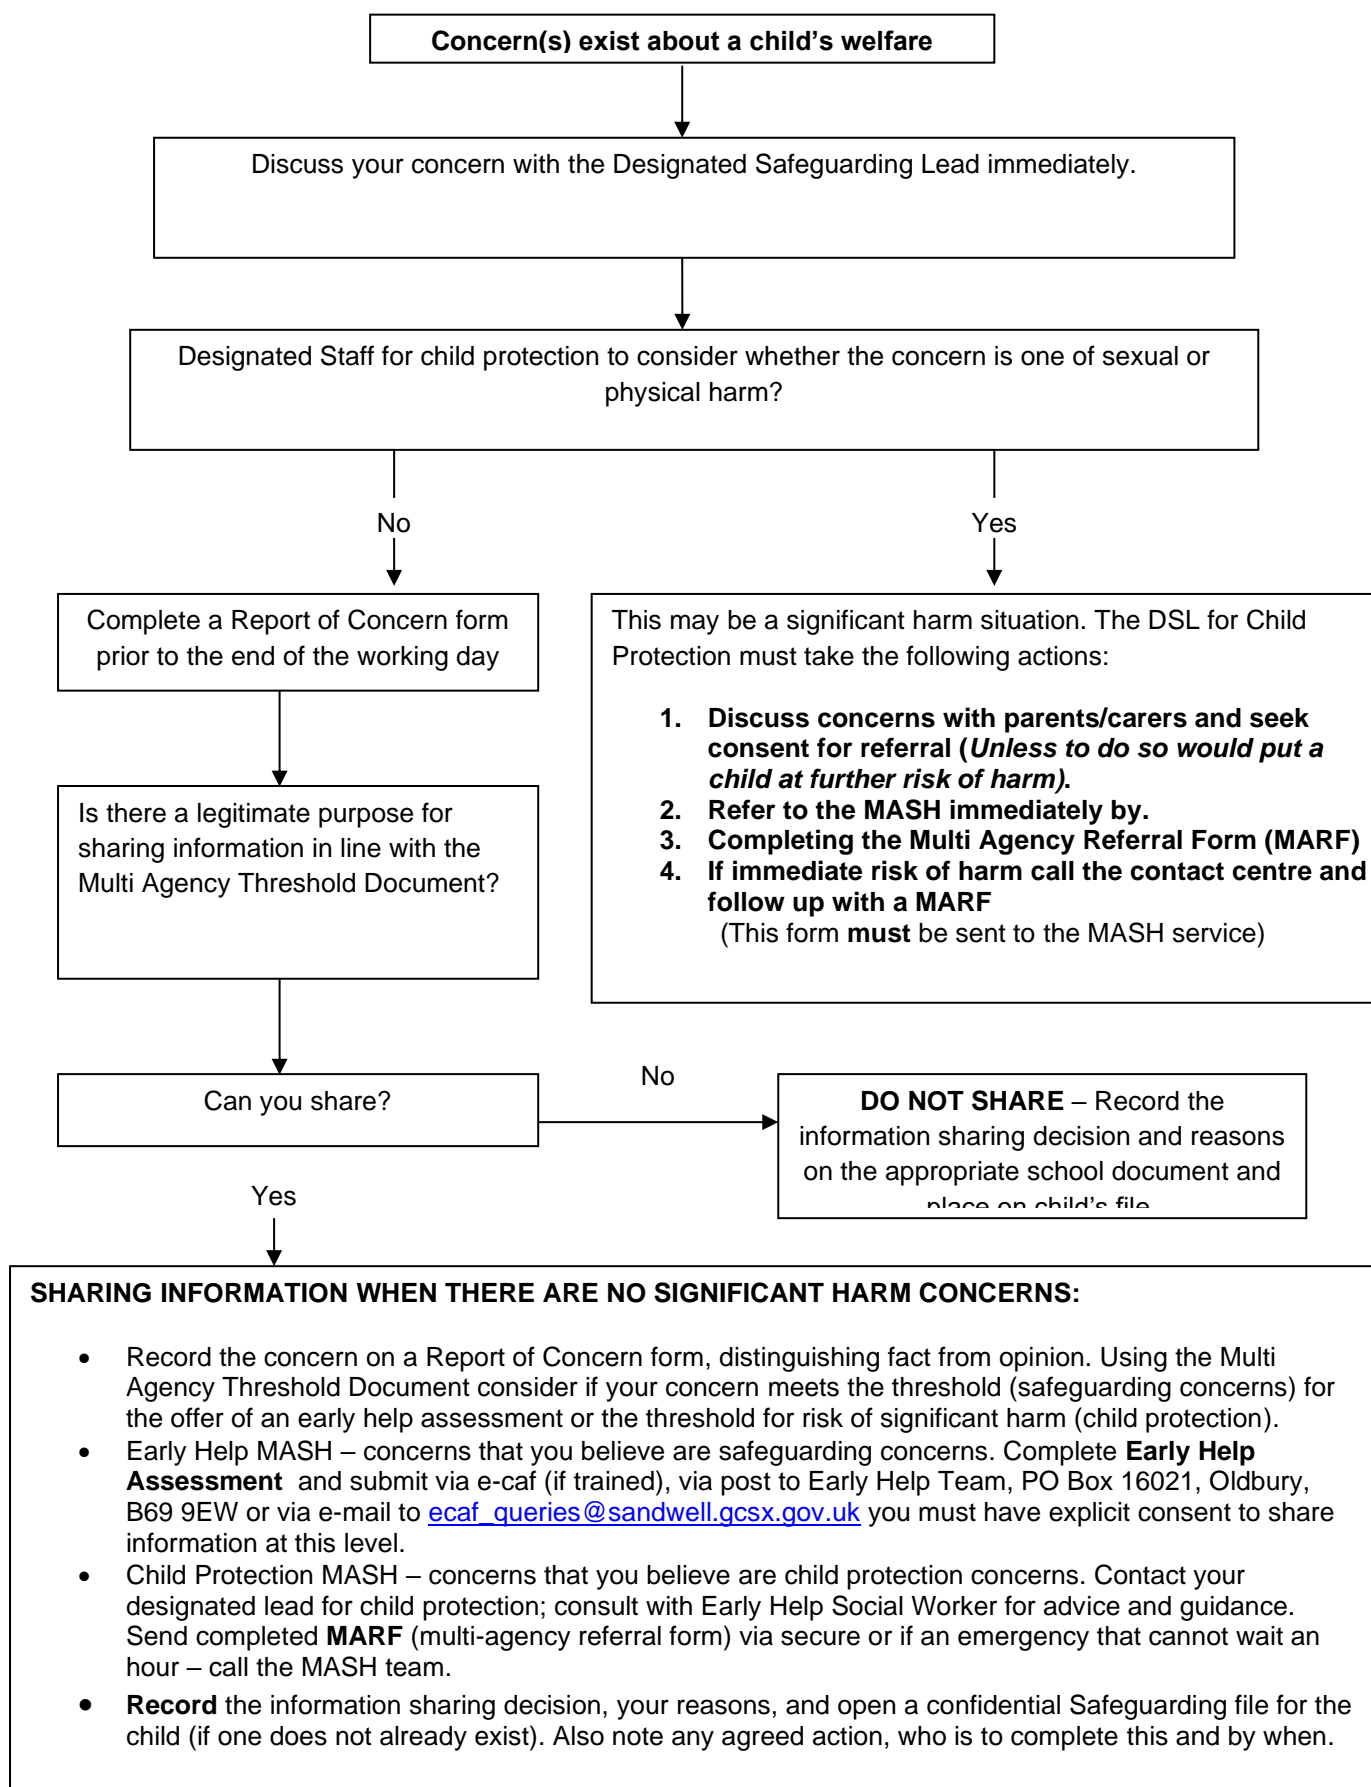 Concern(s) exist about a child's welfare
Discuss your concern with the Designated Safeguarding Lead immediately.
Designated Staff for child protection to consider whether the concern is one of sexual or
physical harm?
No
Yes
Complete a Report of Concern form
prior to the end of the working day
This may be a significant harm situation. The DSL for Child
Protection must take the following actions:
1. Discuss concerns with parents/carers and seek
consent for referral (Unless to do so would put a
child at further risk of harm).
2. Refer to the MASH immediately by.
3. Completing the Multi Agency Referral Form (MARF)
4. If immediate risk of harm call the contact centre and
follow up with a MARF
(This form must be sent to the MASH service)
Is there a legitimate purpose for
sharing information in line with the
Multi Agency Threshold Document?
Can you share?
No
DO NOT SHARE – Record the
information sharing decision and reasons
on the appropriate school document and
place on child's file
Yes
SHARING INFORMATION WHEN THERE ARE NO SIGNIFICANT HARM CONCERNS:
• Record the concern on a Report of Concern form, distinguishing fact from opinion. Using the Multi
Agency Threshold Document consider if your concern meets the threshold (safeguarding concerns) for
the offer of an early help assessment or the threshold for risk of significant harm (child protection).
• Early Help MASH – concerns that you believe are safeguarding concerns. Complete Early Help
Assessment and submit via e-caf (if trained), via post to Early Help Team, PO Box 16021, Oldbury,
B69 9EW or via e-mail to ecaf_queries@sandwell.gcsx.gov.uk you must have explicit consent to share
information at this level.
• Child Protection MASH – concerns that you believe are child protection concerns. Contact your
designated lead for child protection; consult with Early Help Social Worker for advice and guidance.
Send completed MARF (multi-agency referral form) via secure or if an emergency that cannot wait an
hour – call the MASH team.
• Record the information sharing decision, your reasons, and open a confidential Safeguarding file for the
child (if one does not already exist). Also note any agreed action, who is to complete this and by when.